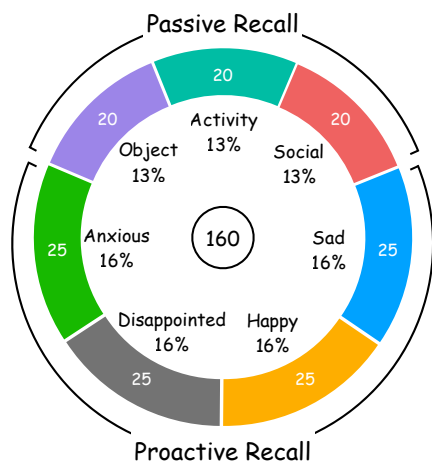 Passive Recall
20
20
20
Activity
13%
Object
13%
Social
13%
25
Anxious
16%
160
Sad
16%
25
Disappointed
16%
Happy
16%
25
25
Proactive Recall